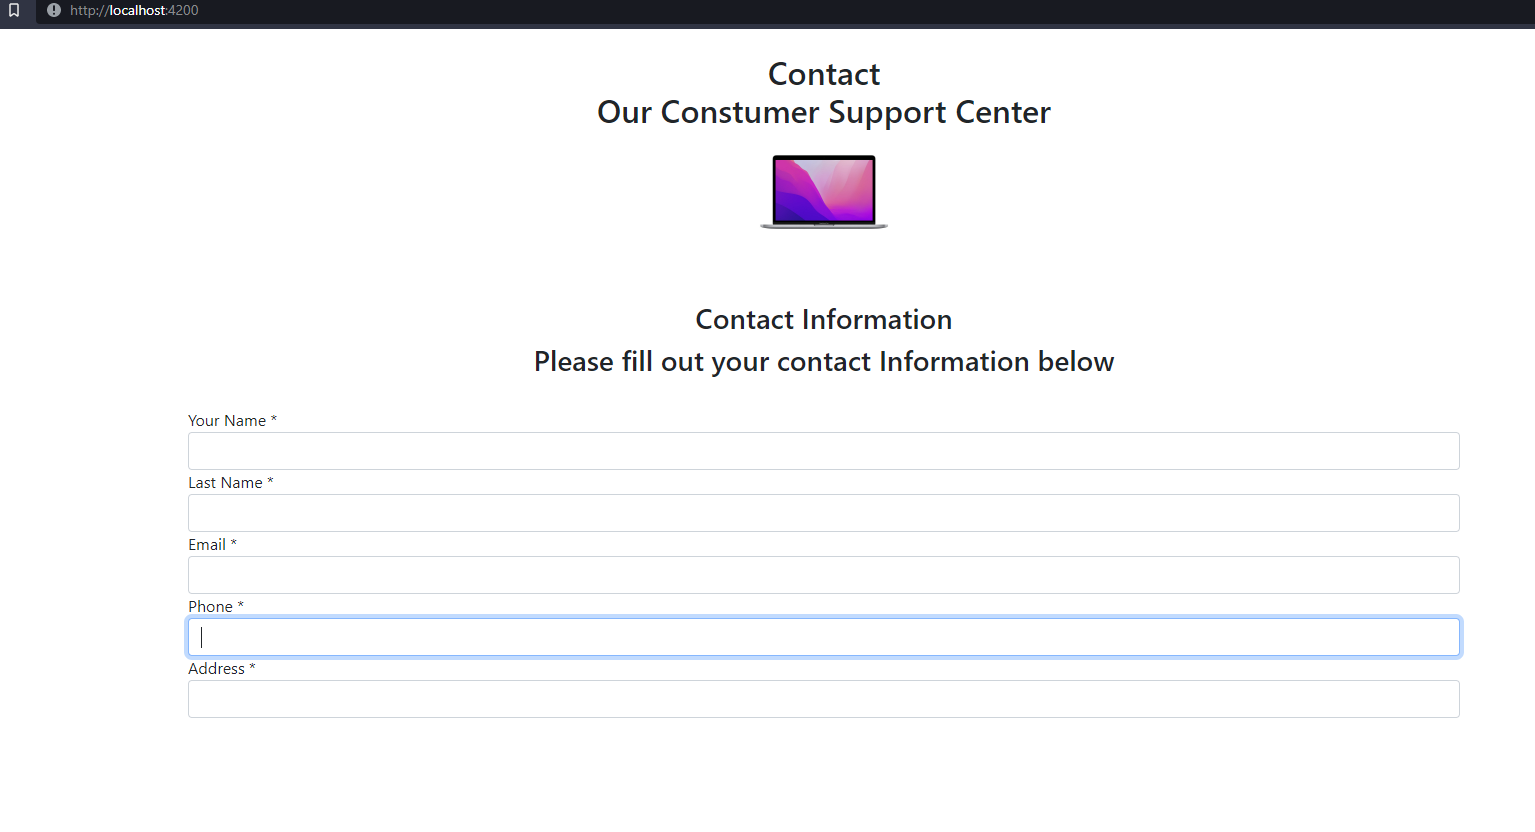 http://localhost:4200
Contact
Our Constumer Support Center
Contact Information
Please fill out your contact Information below
Your Name *
Last Name *
Email *
Phone *
Address *